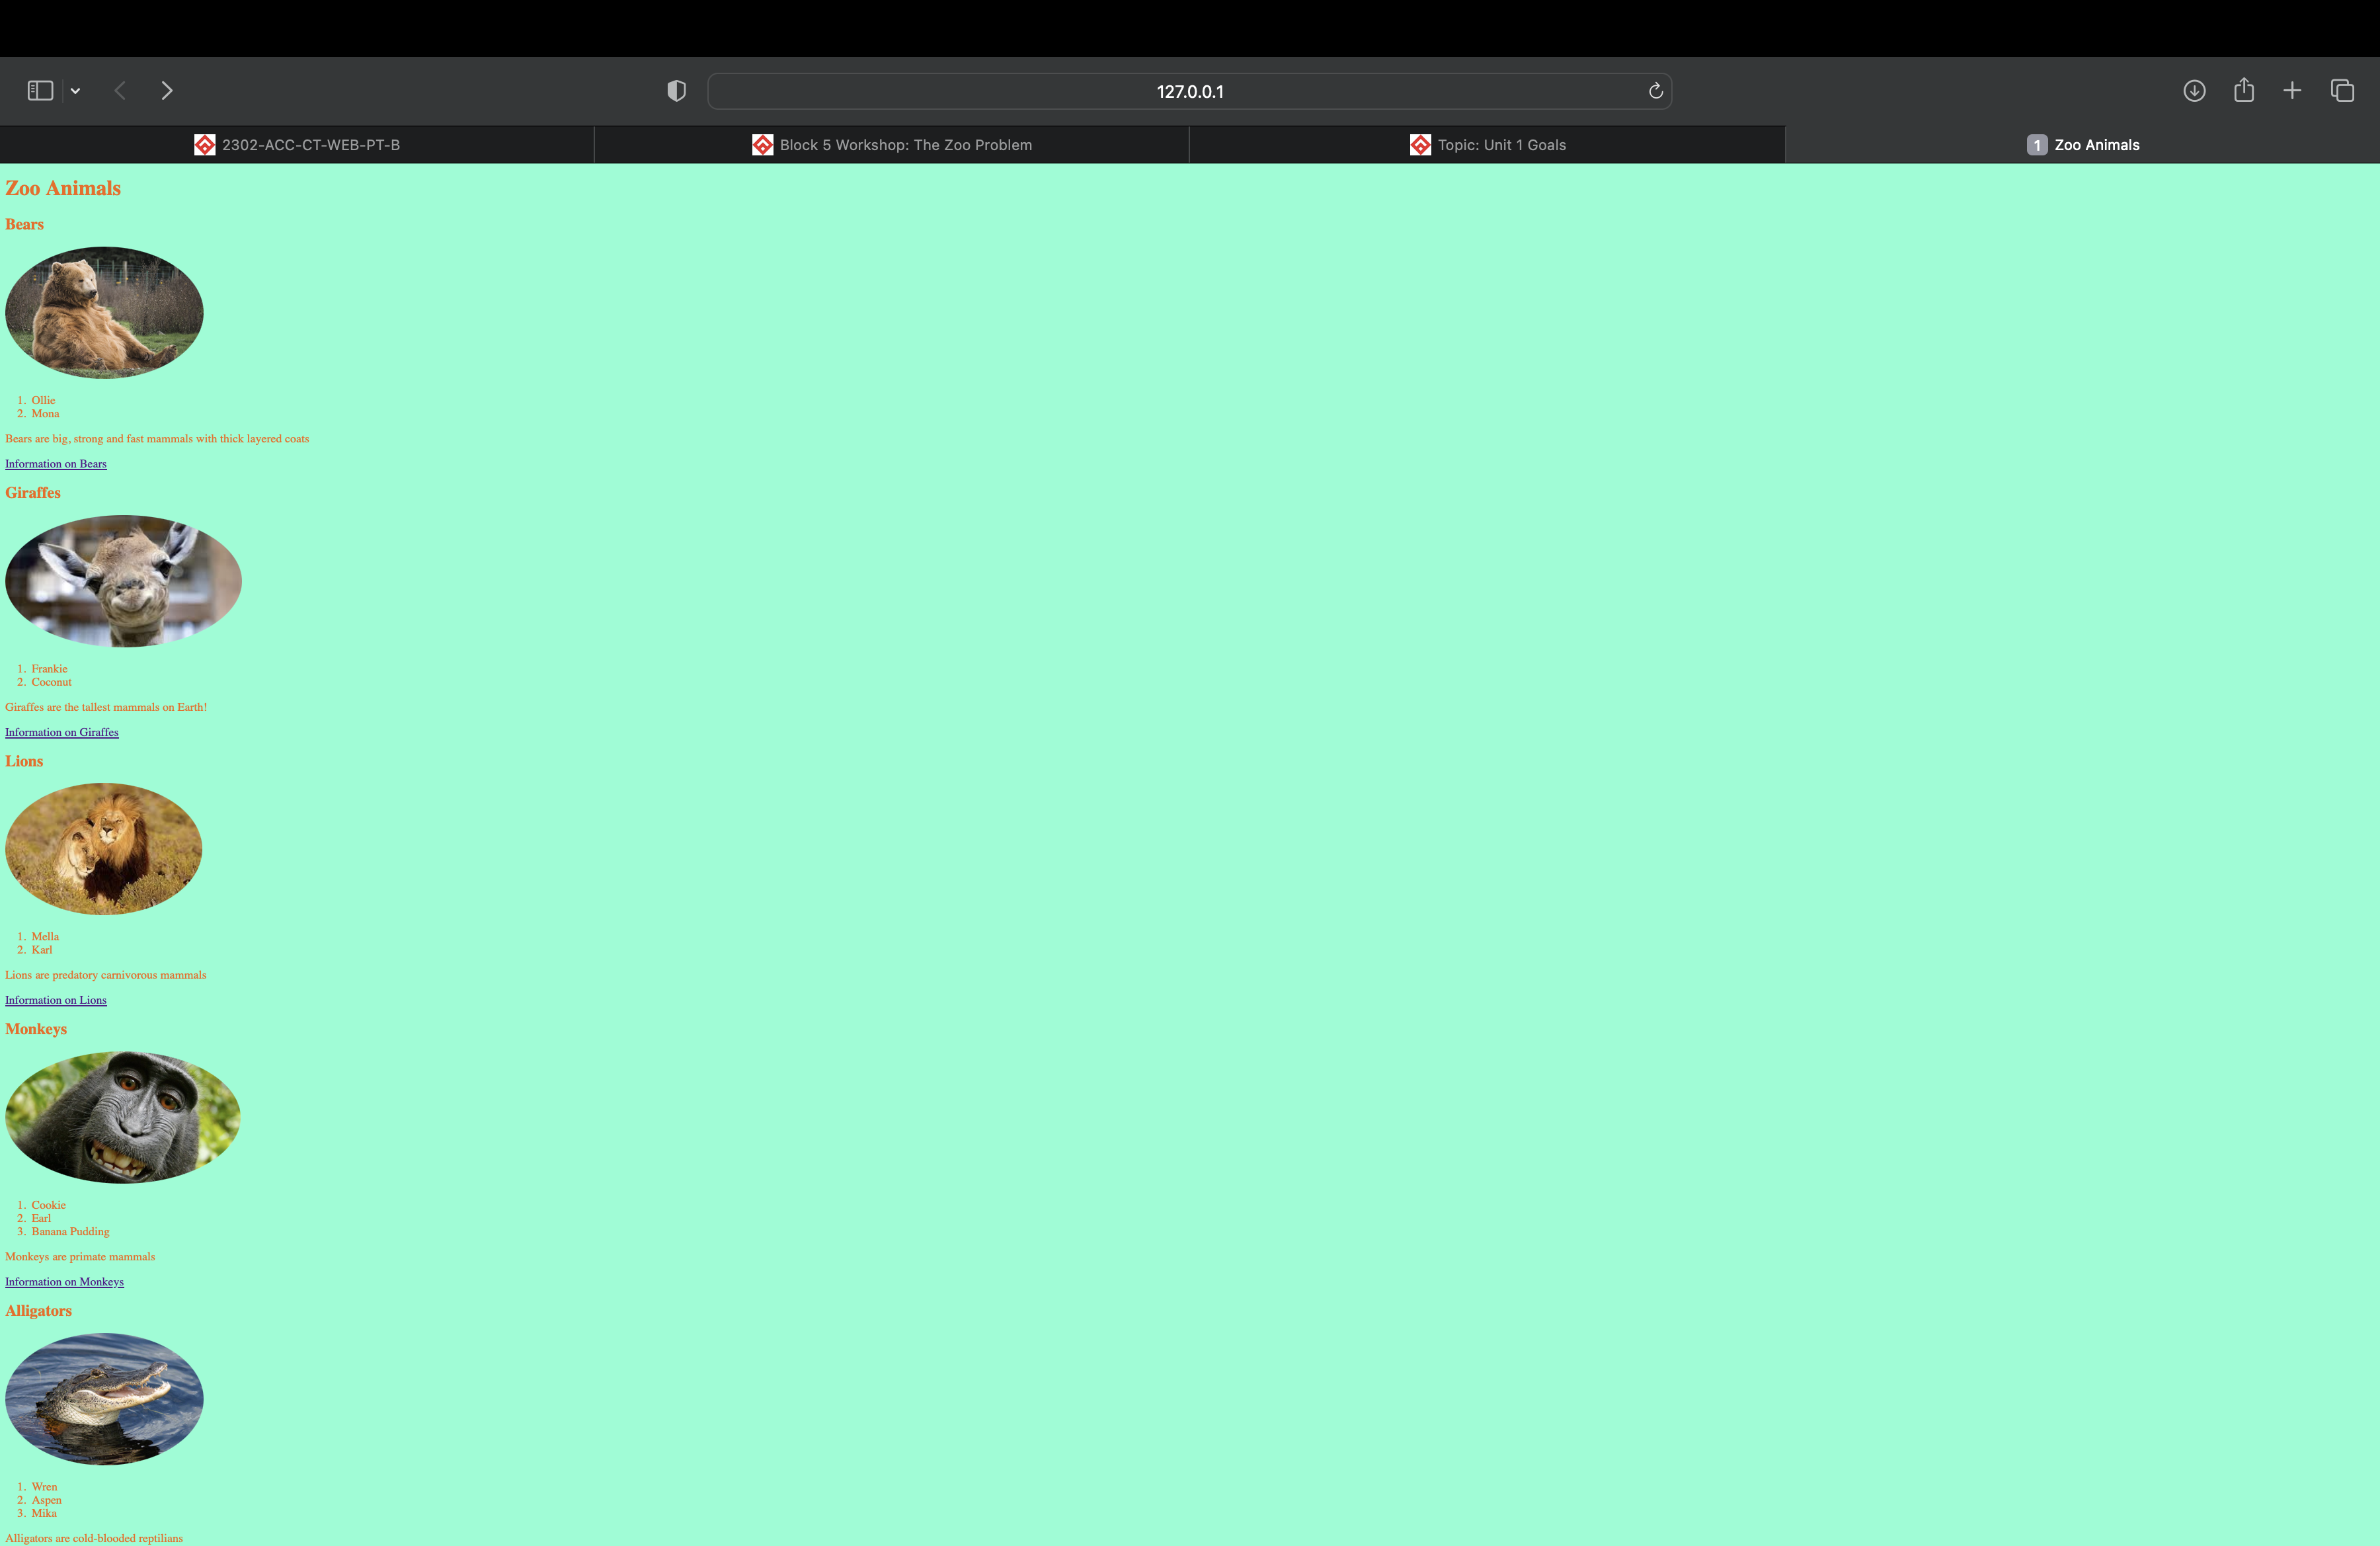 127.0.0.1
2302-ACC-CT-WEB-PT-B
Block 5 Workshop: The Zoo Problem
Topic: Unit 1 Goals
1 Zoo Animals
Zoo Animals
Bears
1. Ollie
2. Mona
Bears are big, strong and fast mammals with thick layered coats
Information on Bears
Giraffes
1. Frankie
2. Coconut
Giraffes are the tallest mammals on Earth!
Information on Giraffes
Lions
1. Mella
2. Karl
Lions are predatory carnivorous mammals
Information on Lions
Monkeys
1. Cookie
2. Earl
3. Banana Pudding
Monkeys are primate mammals
Information on Monkeys
Alligators
1. Wren
2. Aspen
3. Mika
Alligators are cold-blooded reptilians